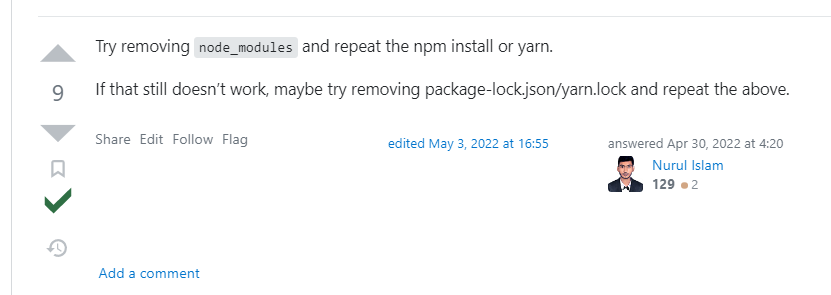 Try removing node_modules and repeat the npm install or yarn.
9
If that still doesn’t work, maybe try removing package-lock.json/yarn.lock and repeat the above.
Share Edit Follow Flag
edited May 3, 2022 at 16:55
answered Apr 30, 2022 at 4:20
Nurul Islam
129 2
Add a comment